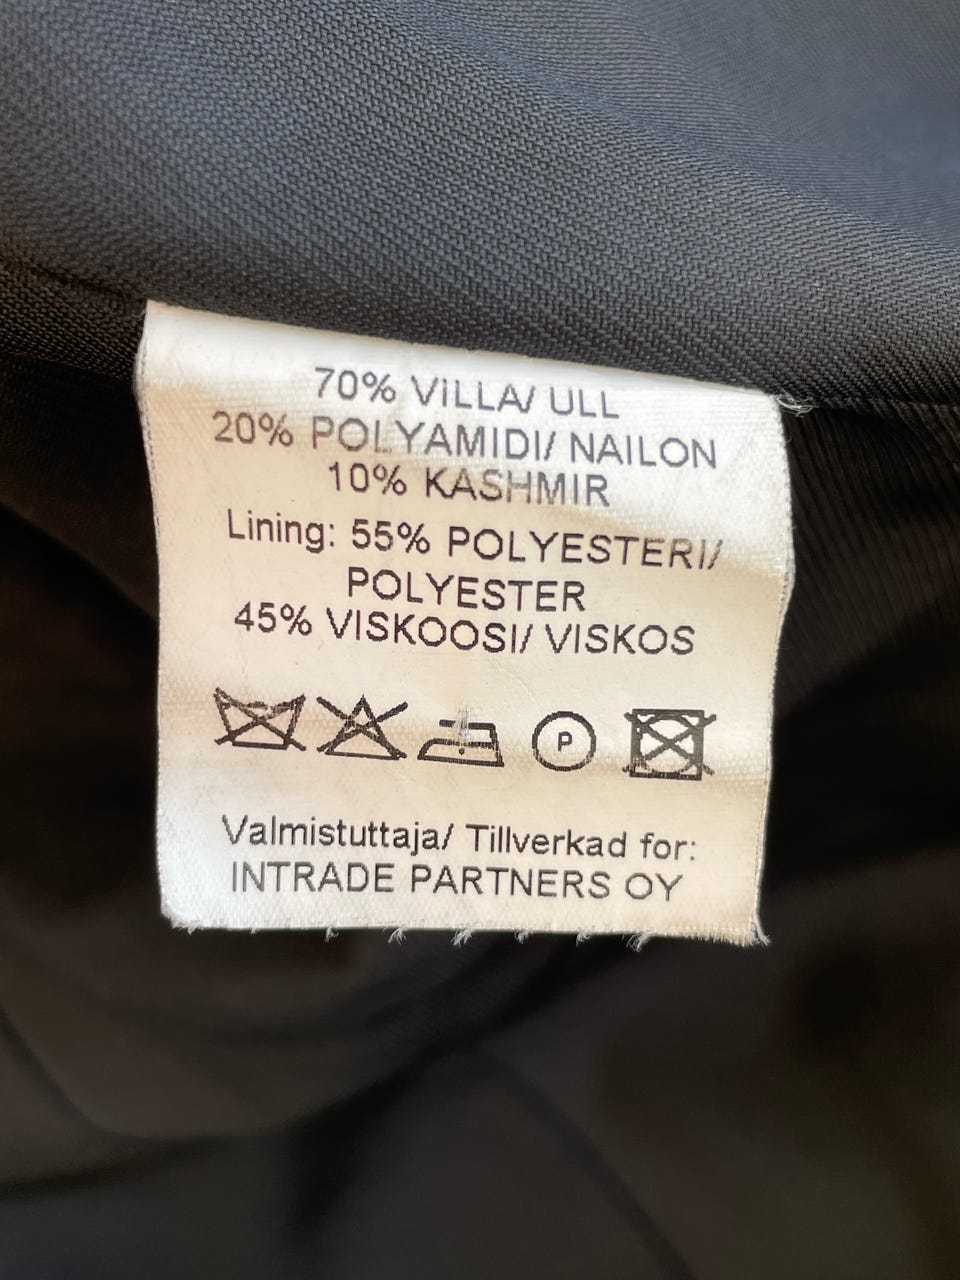 70% VILLA/ ULL
20% POLYAMIDI/ NAILON
10% KASHMIR
Lining: 55% POLYESTERI/
POLYESTER
45% VISKOOSI/ VISKOS
P
Valmistuttaja/ Tillverkad for:
INTRADE PARTNERS OY